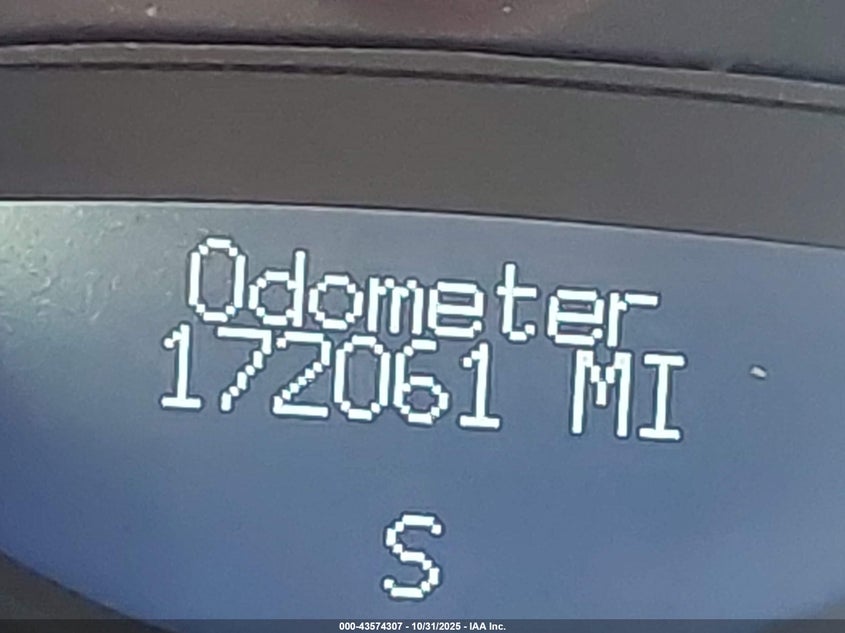 Odometer
172061 MI
S
000-43574307 - 10/31/2025 - IAA Inc.